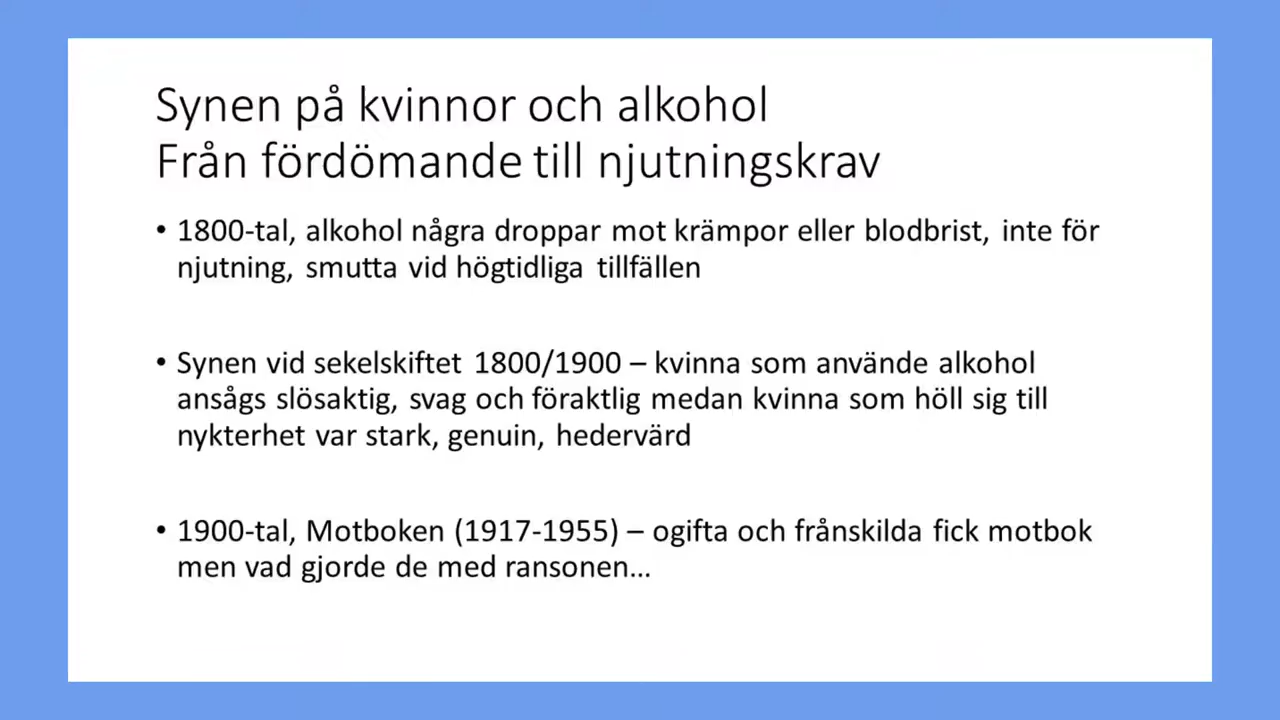 Synen på kvinnor och alkohol
Från fördömande till njutningskrav
• 1800-tal, alkohol några droppar mot krämpor eller blodbrist, inte för
njutning, smutta vid högtidliga tillfällen
• Synen vid sekelskiftet 1800/1900 – kvinna som använde alkohol
ansågs slösaktig, svag och föraktlig medan kvinna som höll sig till
nykterhet var stark, genuin, hedervärd
• 1900-tal, Motboken (1917-1955) – ogifta och frånskilda fick motbok
men vad gjorde de med ransonen...